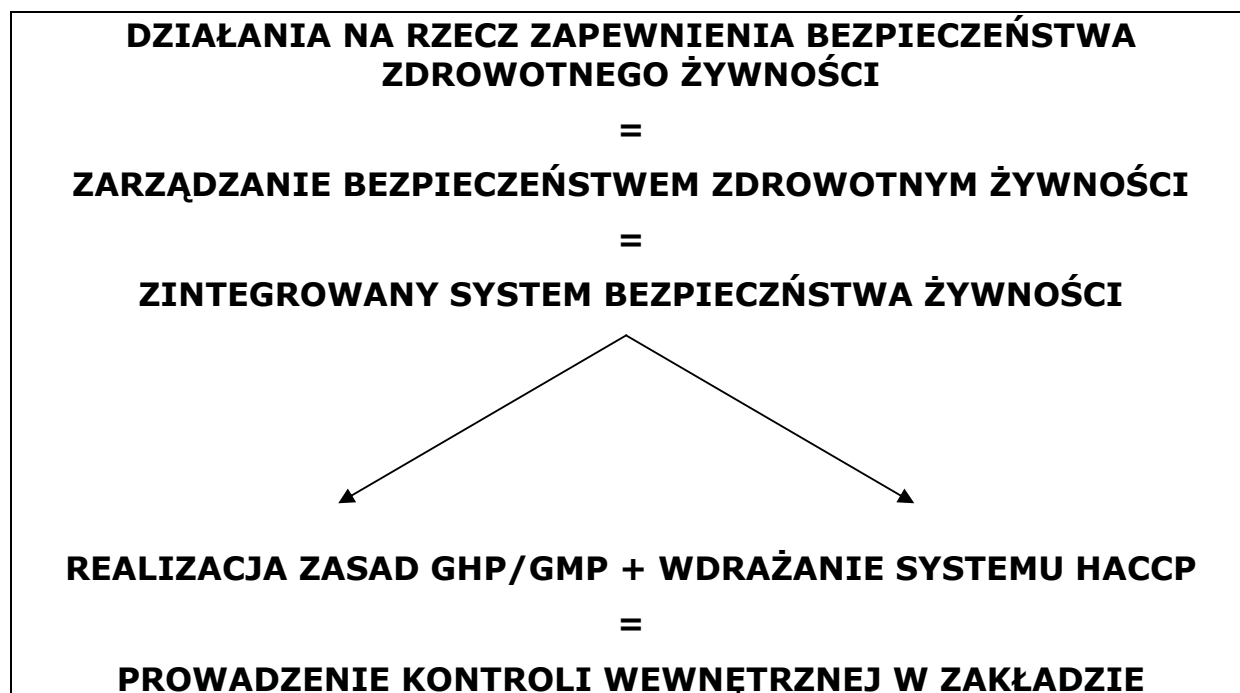 DZIAŁANIA NA RZECZ ZAPEWNIENIA BEZPIECZEŃSTWA
ZDROWOTNEGO ŻYWNOŚCI
=
ZARZĄDZANIE BEZPIECZEŃSTWEM ZDROWOTNYM ŻYWNOŚCI
=
ZINTEGROWANY SYSTEM BEZPIECZŃSTWA ŻYWNOŚCI
REALIZACJA ZASAD GHP/GMP + WDRAŻANIE SYSTEMU HACCP
=
PROWADZENIE KONTROLI WEWNĘTRZNEJ W ZAKŁADZIE